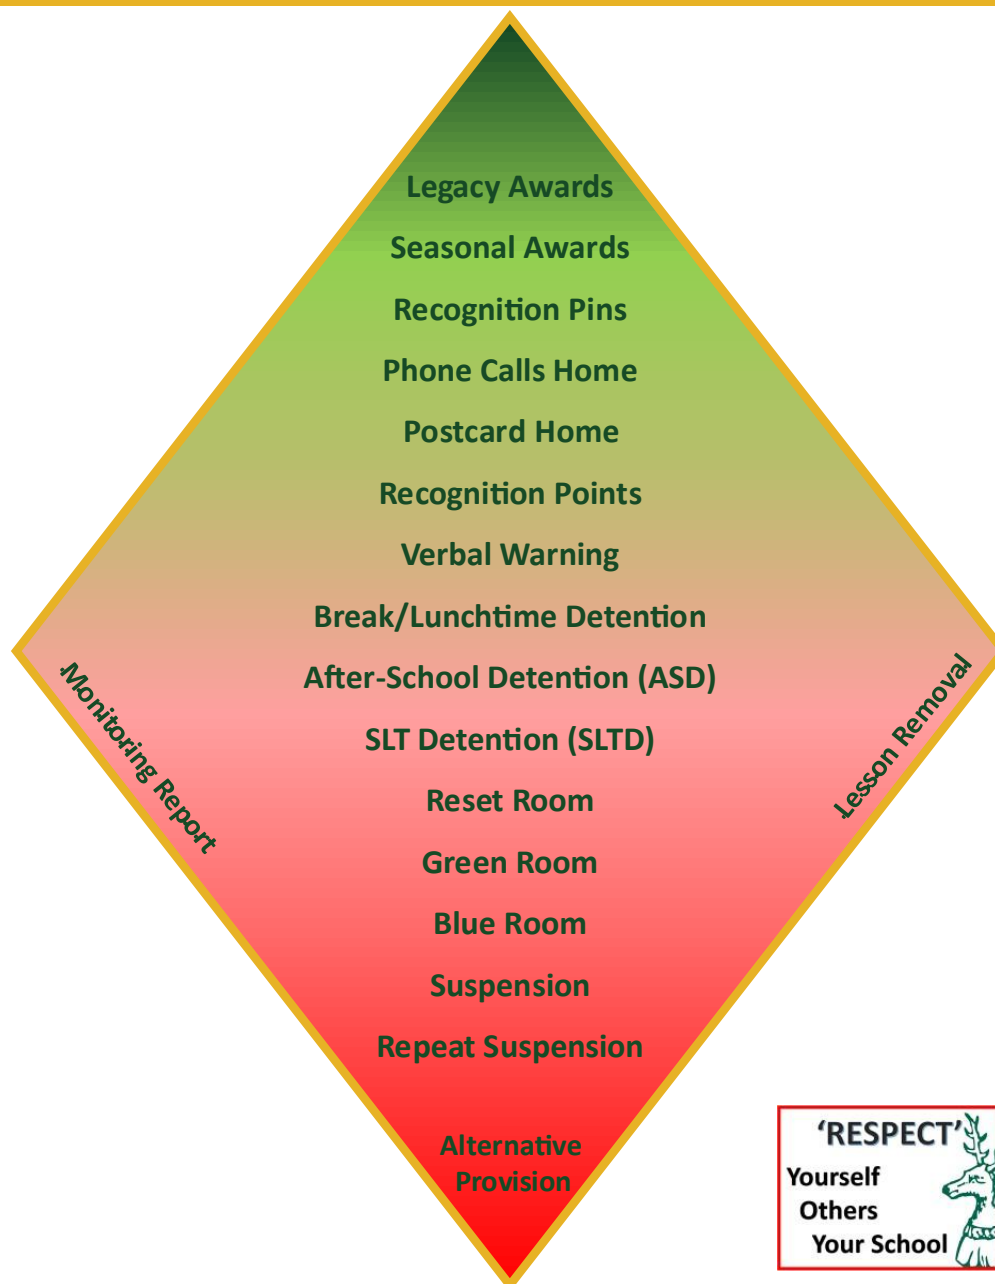 Legacy Awards
Seasonal Awards
Recognition Pins
Phone Calls Home
Postcard Home
Recognition Points
Verbal Warning
Break/Lunchtime Detention
After-School Detention (ASD)
SLT Detention (SLTD)
Reset Room
Green Room
Blue Room
Suspension
Repeat Suspension
Alternative
Provision
Monitoring Report
Lesson Removal
'RESPECT'
Yourself
Others
Your School